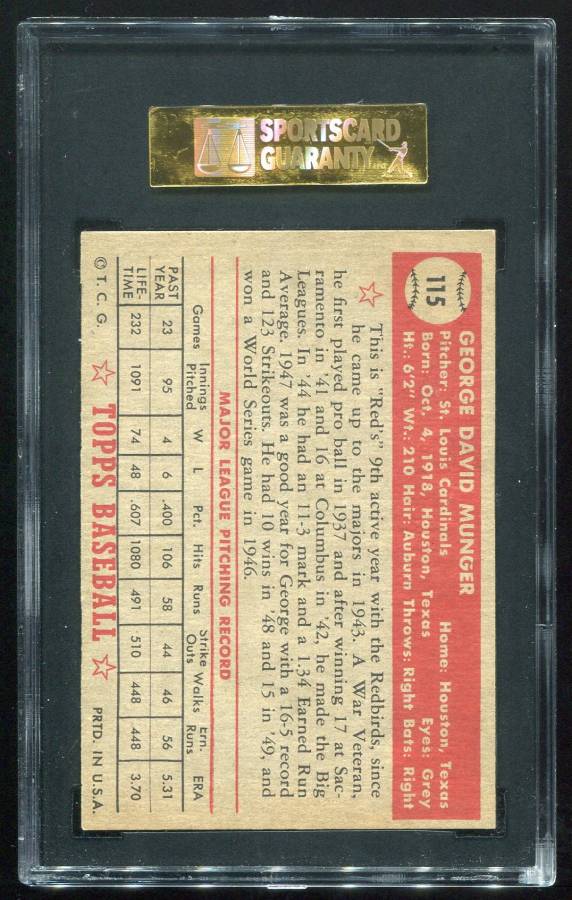 SPORTSCARD
GUARANTY
115
GEORGE DAVID MUNGER
Pitcher: St. Louis Cardinals Home: Houston, Texas
Born: Oct. 4, 1918, Houston, Texas Eyes: Grey
Ht.: 6'2" Wt.: 210 Hair: Auburn Throws: Right Bats: Right
This is "Red's" 9th active year with the Redbirds, since
he came up to the majors in 1943. A War Veteran,
he first played pro ball in 1937 and after winning 17 at Sac-
ramento in '41 and 16 at Columbus in '42, he made the Big
Leagues. In '44 he had an 11-3 mark and a 1.34 Earned Run
Average. 1947 was a good year for George with a 16-5 record
and 123 Strikeouts. He had 10 wins in '48 and 15 in '49, and
won a World Series game in 1946.
MAJOR LEAGUE PITCHING RECORD
Games Innings Pitched W L Pct. Hits Runs Strike Outs Walks Ern. Runs ERA
PAST YEAR 23 95 4 6 .400 106 58 44 46 56 5.31
LIFE-TIME 232 1091 74 48 .607 1080 491 510 448 448 3.70
© T. C. G. TOPPS BASEBALL PRTD. IN U.S.A.